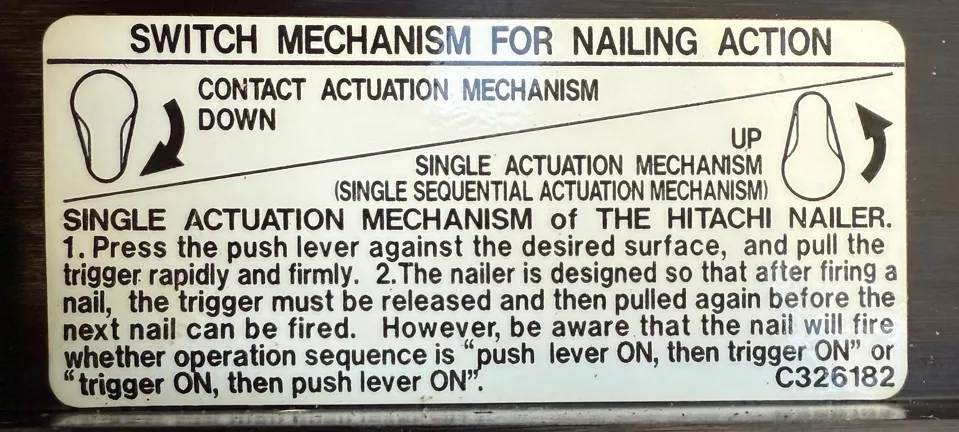 SWITCH MECHANISM FOR NAILING ACTION
CONTACT ACTUATION MECHANISM
DOWN
UP
SINGLE ACTUATION MECHANISM
(SINGLE SEQUENTIAL ACTUATION MECHANISM)
SINGLE ACTUATION MECHANISM of THE HITACHI NAILER.
1. Press the push lever against the desired surface, and pull the
trigger rapidly and firmly. 2.The nailer is designed so that after firing a
nail, the trigger must be released and then pulled again before the
next nail can be fired. However, be aware that the nail will fire
whether operation sequence is “push lever ON, then trigger ON” or
“trigger ON, then push lever ON”.
C326182